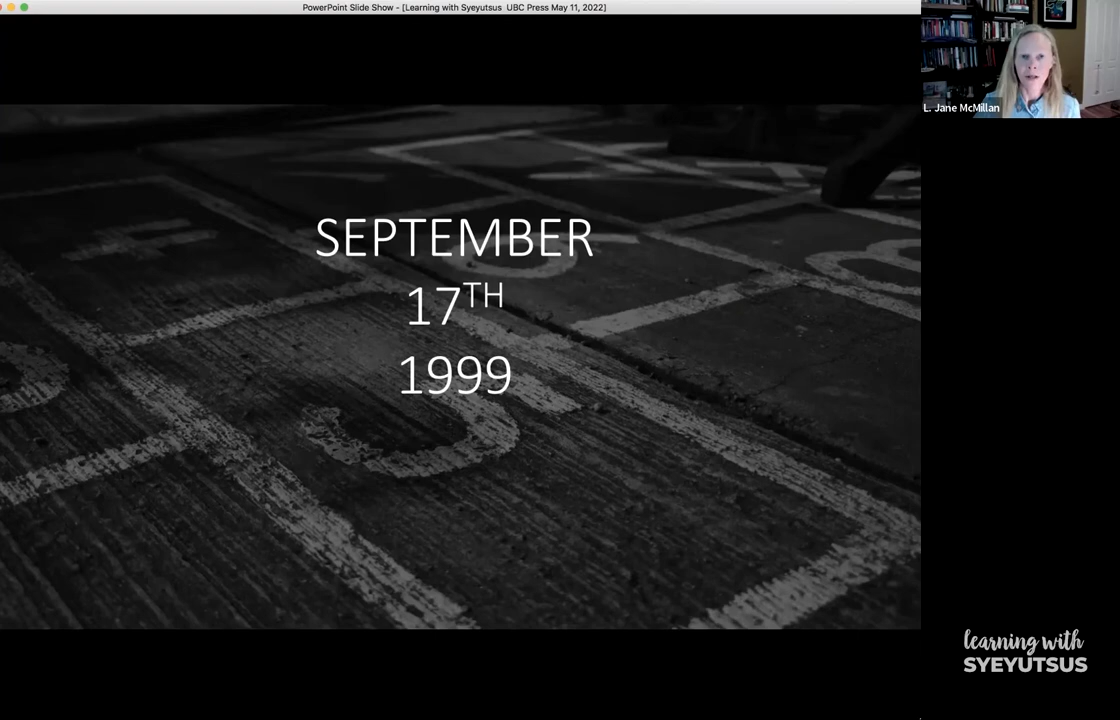 PowerPoint Slide Show - [Learning with Syeyutsus  UBC Press May 11, 2022]
L. Jane McMillan
SEPTEMBER
17TH
1999
learning with
SYEYUTSUS